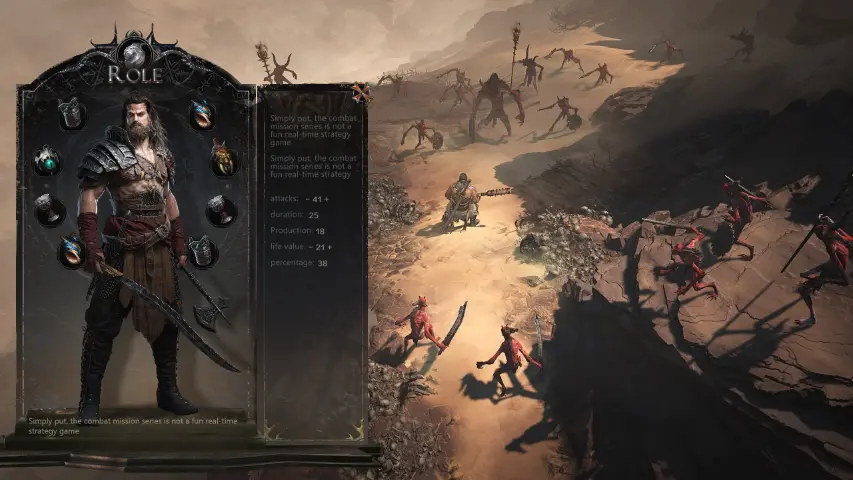 ROLE
Simply put, the combat
mission series is not a
fun real-time strategy
game
Simply put, the combat
mission series is not a
fun real-time strategy
attacks: - 41 +
duration: 25
Production: 18
life value - 21 +
percentage: 38
Simply put, the combat mission series is not a fun real-time
strategy game